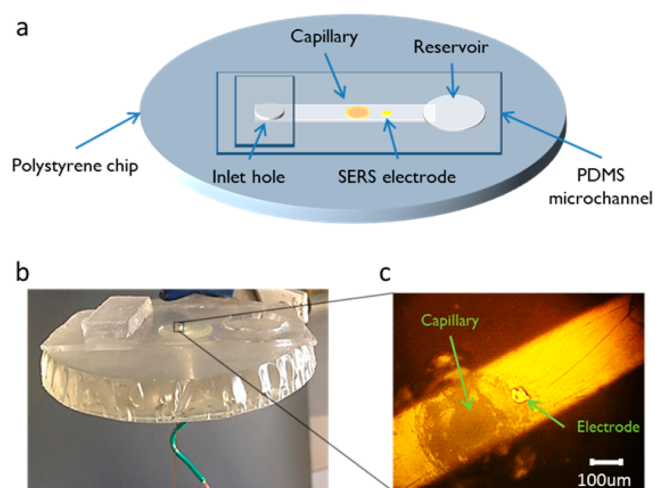 a
Capillary
Reservoir
Polystyrene chip
Inlet hole
SERS electrode
PDMS
microchannel
b
c
Capillary
Electrode
100um